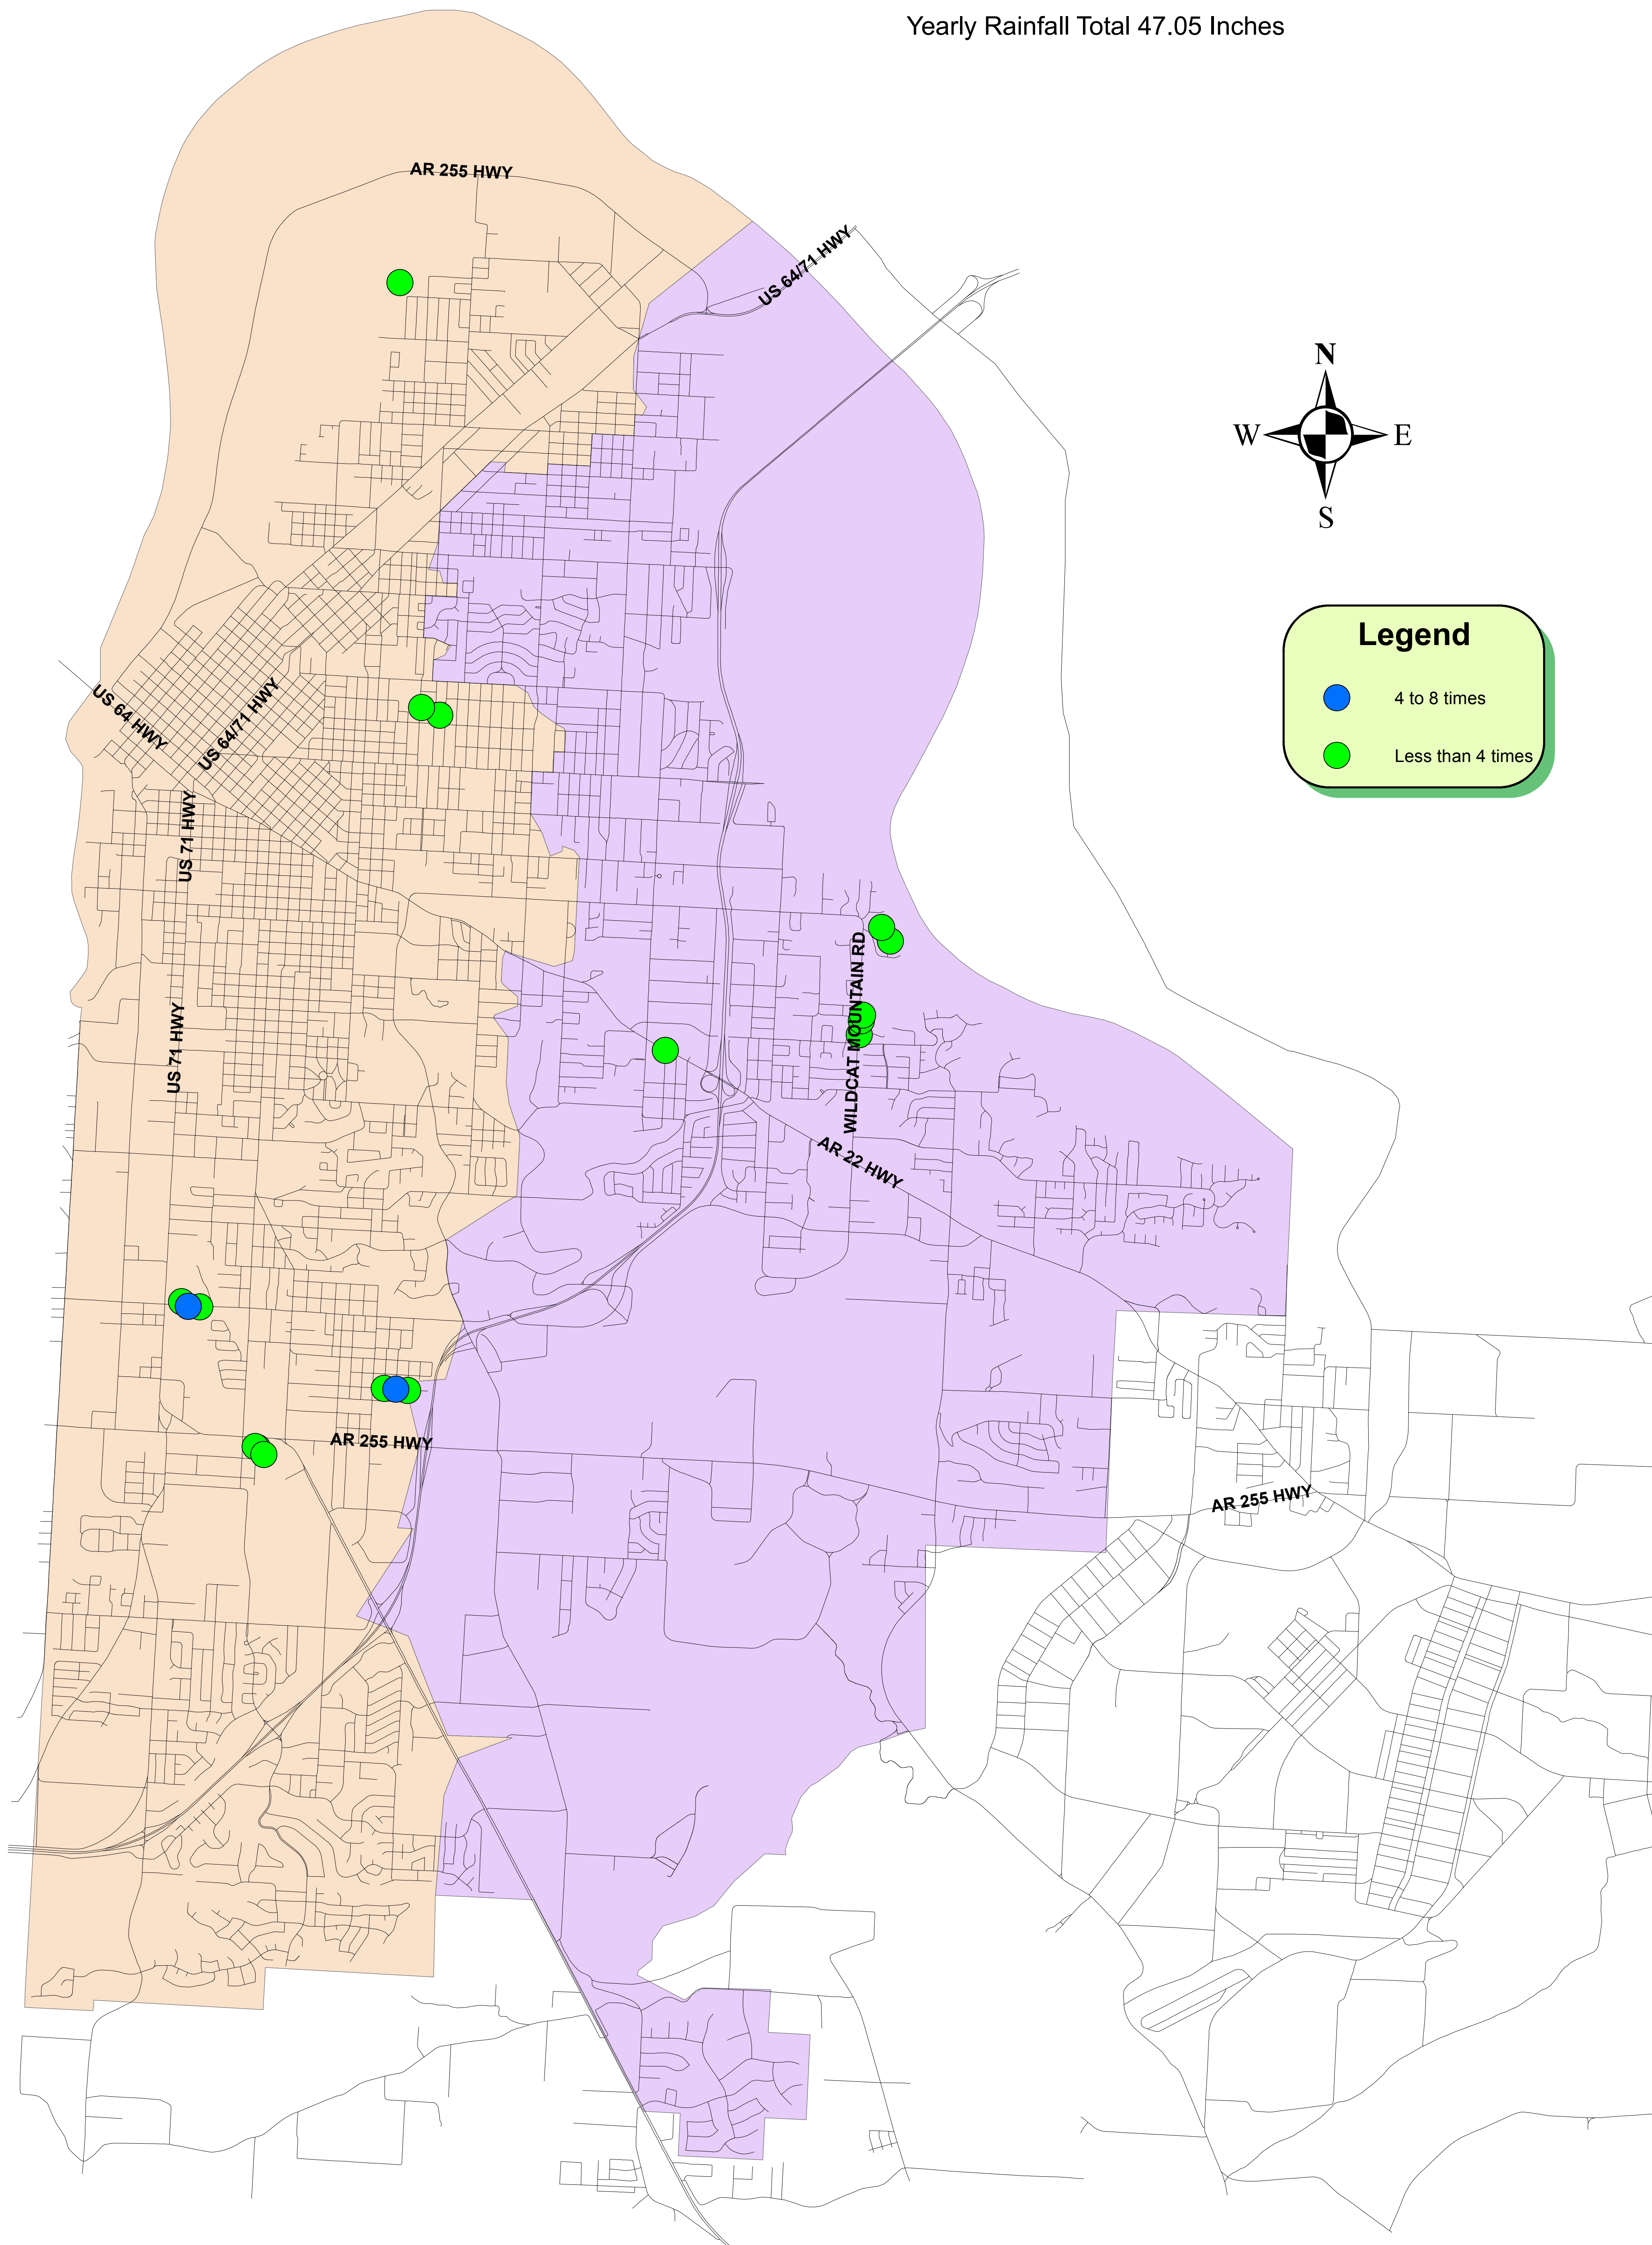 Yearly Rainfall Total 47.05 Inches
AR 255 HWY
US 64/71 HWY
N
W
E
S
Legend
4 to 8 times
Less than 4 times
US 64 HWY
US 64/71 HWY
US 71 HWY
WILDCAT MOUNTAIN RD
US 71 HWY
AR 22 HWY
AR 255 HWY
AR 255 HWY